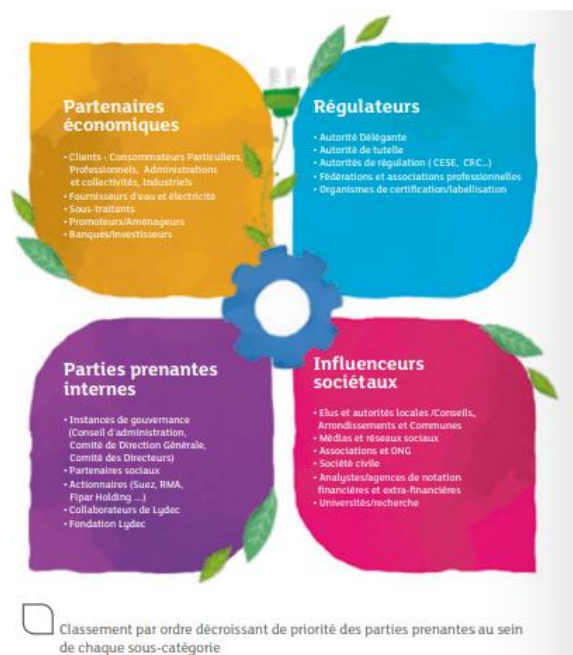 Partenaires
économiques
• Clients - Consommateurs Particuliers,
Professionnels, Administrations
et collectivités, Industriels
• Fournisseurs d'eau et électricité
• Sous-traitants
• Promoteurs/Aménageurs
• Banques/Investisseurs
Régulateurs
• Autorité Délégante
• Autorité de tutelle
• Autorités de régulation ( CESE, CRC...)
• Fédérations et associations professionnelles
• Organismes de certification/labellisation
Parties prenantes
internes
• Instances de gouvernance
(Conseil d'administration,
Comité de Direction Générale,
Comité des Directeurs)
• Partenaires sociaux
• Actionnaires (Suez, RMA,
Fipar Holding ...)
• Collaborateurs de Lydec
• Fondation Lydec
Influenceurs
sociétaux
• Elus et autorités locales /Conseils,
Arrondissements et Communes
• Médias et réseaux sociaux
• Associations et ONG
• Société civile
• Analystes/agences de notation
financières et extra-financières
• Universités/recherche
Classement par ordre décroissant de priorité des parties prenantes au sein
de chaque sous-catégorie